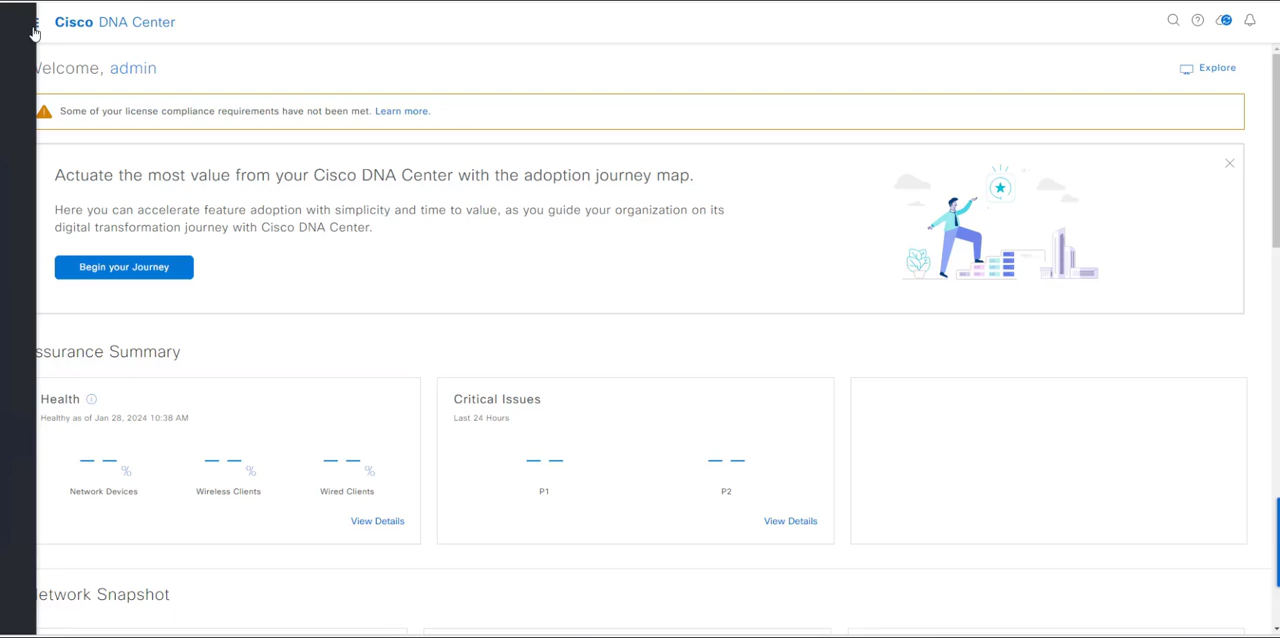 Cisco DNA Center
Welcome, admin
Explore
Some of your license compliance requirements have not been met. Learn more.
Actuate the most value from your Cisco DNA Center with the adoption journey map.
Here you can accelerate feature adoption with simplicity and time to value, as you guide your organization on its
digital transformation journey with Cisco DNA Center.
Begin your Journey
ssurance Summary
Health
Healthy as of Jan 28, 2024 10:38 AM
— — %
— — %
— — %
Network Devices
Wireless Clients
Wired Clients
View Details
Critical Issues
Last 24 Hours
— —
— —
P1
P2
View Details
etwork Snapshot